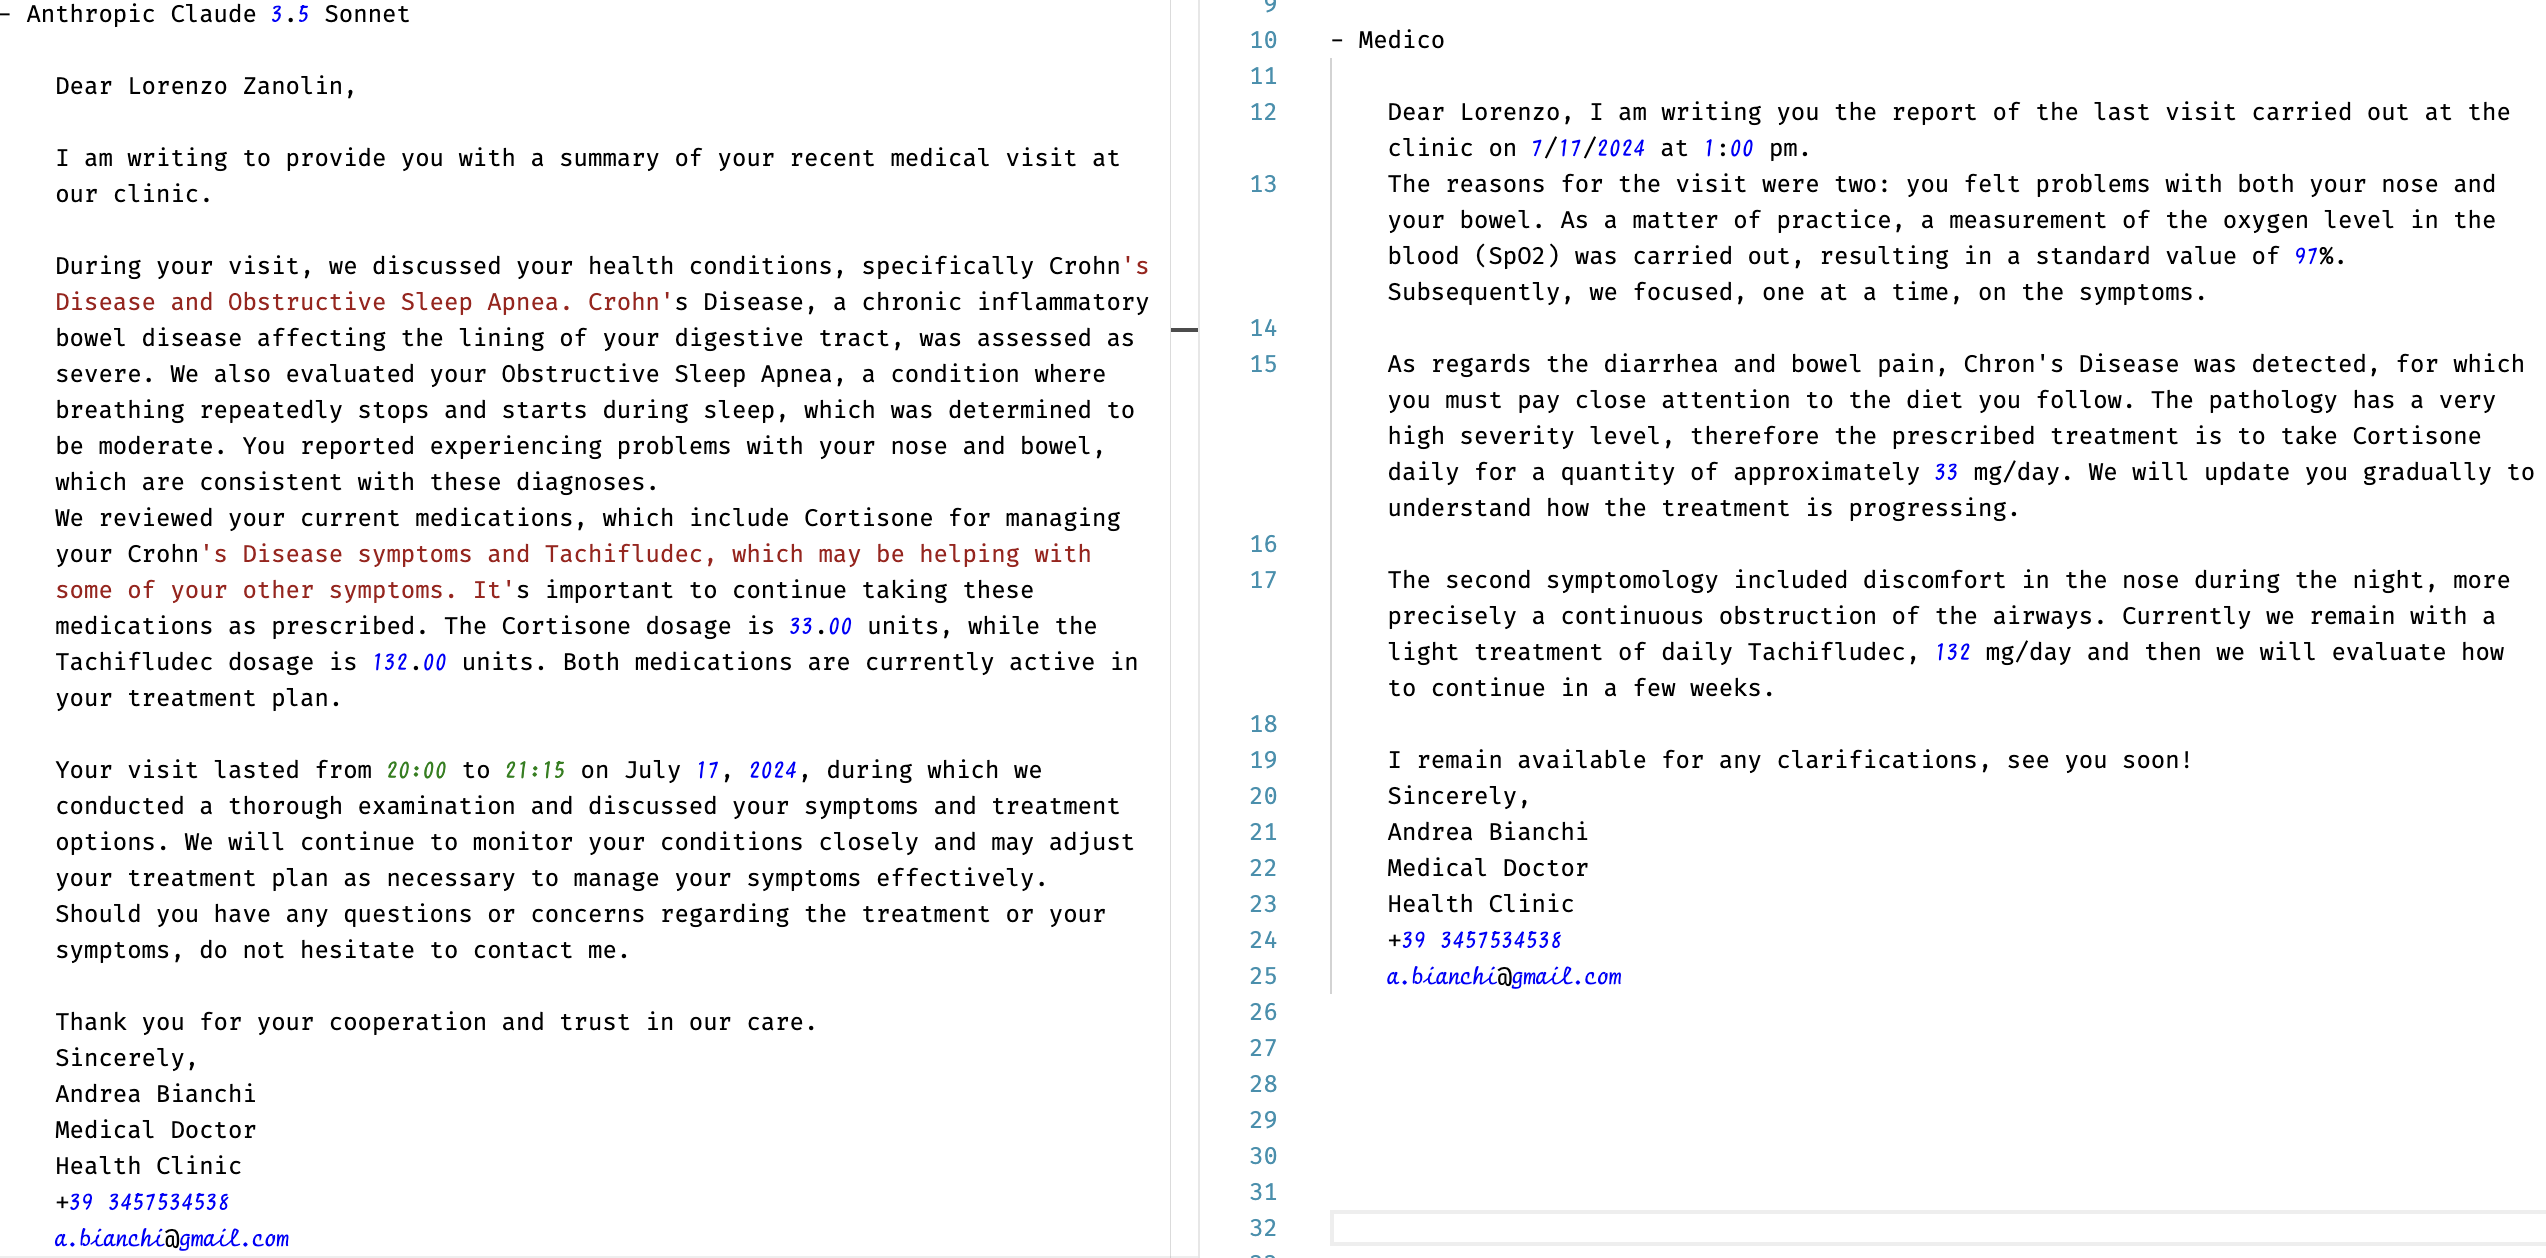 - Anthropic Claude 3.5 Sonnet
Dear Lorenzo Zanolin,
I am writing to provide you with a summary of your recent medical visit at
our clinic.
During your visit, we discussed your health conditions, specifically Crohn's
Disease and Obstructive Sleep Apnea. Crohn's Disease, a chronic inflammatory
bowel disease affecting the lining of your digestive tract, was assessed as
severe. We also evaluated your Obstructive Sleep Apnea, a condition where
breathing repeatedly stops and starts during sleep, which was determined to
be moderate. You reported experiencing problems with your nose and bowel,
which are consistent with these diagnoses.
We reviewed your current medications, which include Cortisone for managing
your Crohn's Disease symptoms and Tachifludec, which may be helping with
some of your other symptoms. It's important to continue taking these
medications as prescribed. The Cortisone dosage is 33.00 units, while the
Tachifludec dosage is 132.00 units. Both medications are currently active in
your treatment plan.
Your visit lasted from 20:00 to 21:15 on July 17, 2024, during which we
conducted a thorough examination and discussed your symptoms and treatment
options. We will continue to monitor your conditions closely and may adjust
your treatment plan as necessary to manage your symptoms effectively.
Should you have any questions or concerns regarding the treatment or your
symptoms, do not hesitate to contact me.
Thank you for your cooperation and trust in our care.
Sincerely,
Andrea Bianchi
Medical Doctor
Health Clinic
+39 3457534538
a.bianchi@gmail.com
9
10 - Medico
11
12 Dear Lorenzo, I am writing you the report of the last visit carried out at the
clinic on 7/17/2024 at 1:00 pm.
13 The reasons for the visit were two: you felt problems with both your nose and
your bowel. As a matter of practice, a measurement of the oxygen level in the
blood (SpO2) was carried out, resulting in a standard value of 97%.
Subsequently, we focused, one at a time, on the symptoms.
14
15 As regards the diarrhea and bowel pain, Chron's Disease was detected, for which
you must pay close attention to the diet you follow. The pathology has a very
high severity level, therefore the prescribed treatment is to take Cortisone
daily for a quantity of approximately 33 mg/day. We will update you gradually to
understand how the treatment is progressing.
16
17 The second symptomology included discomfort in the nose during the night, more
precisely a continuous obstruction of the airways. Currently we remain with a
light treatment of daily Tachifludec, 132 mg/day and then we will evaluate how
to continue in a few weeks.
18
19 I remain available for any clarifications, see you soon!
20 Sincerely,
21 Andrea Bianchi
22 Medical Doctor
23 Health Clinic
24 +39 3457534538
25 a.bianchi@gmail.com
26
27
28
29
30
31
32